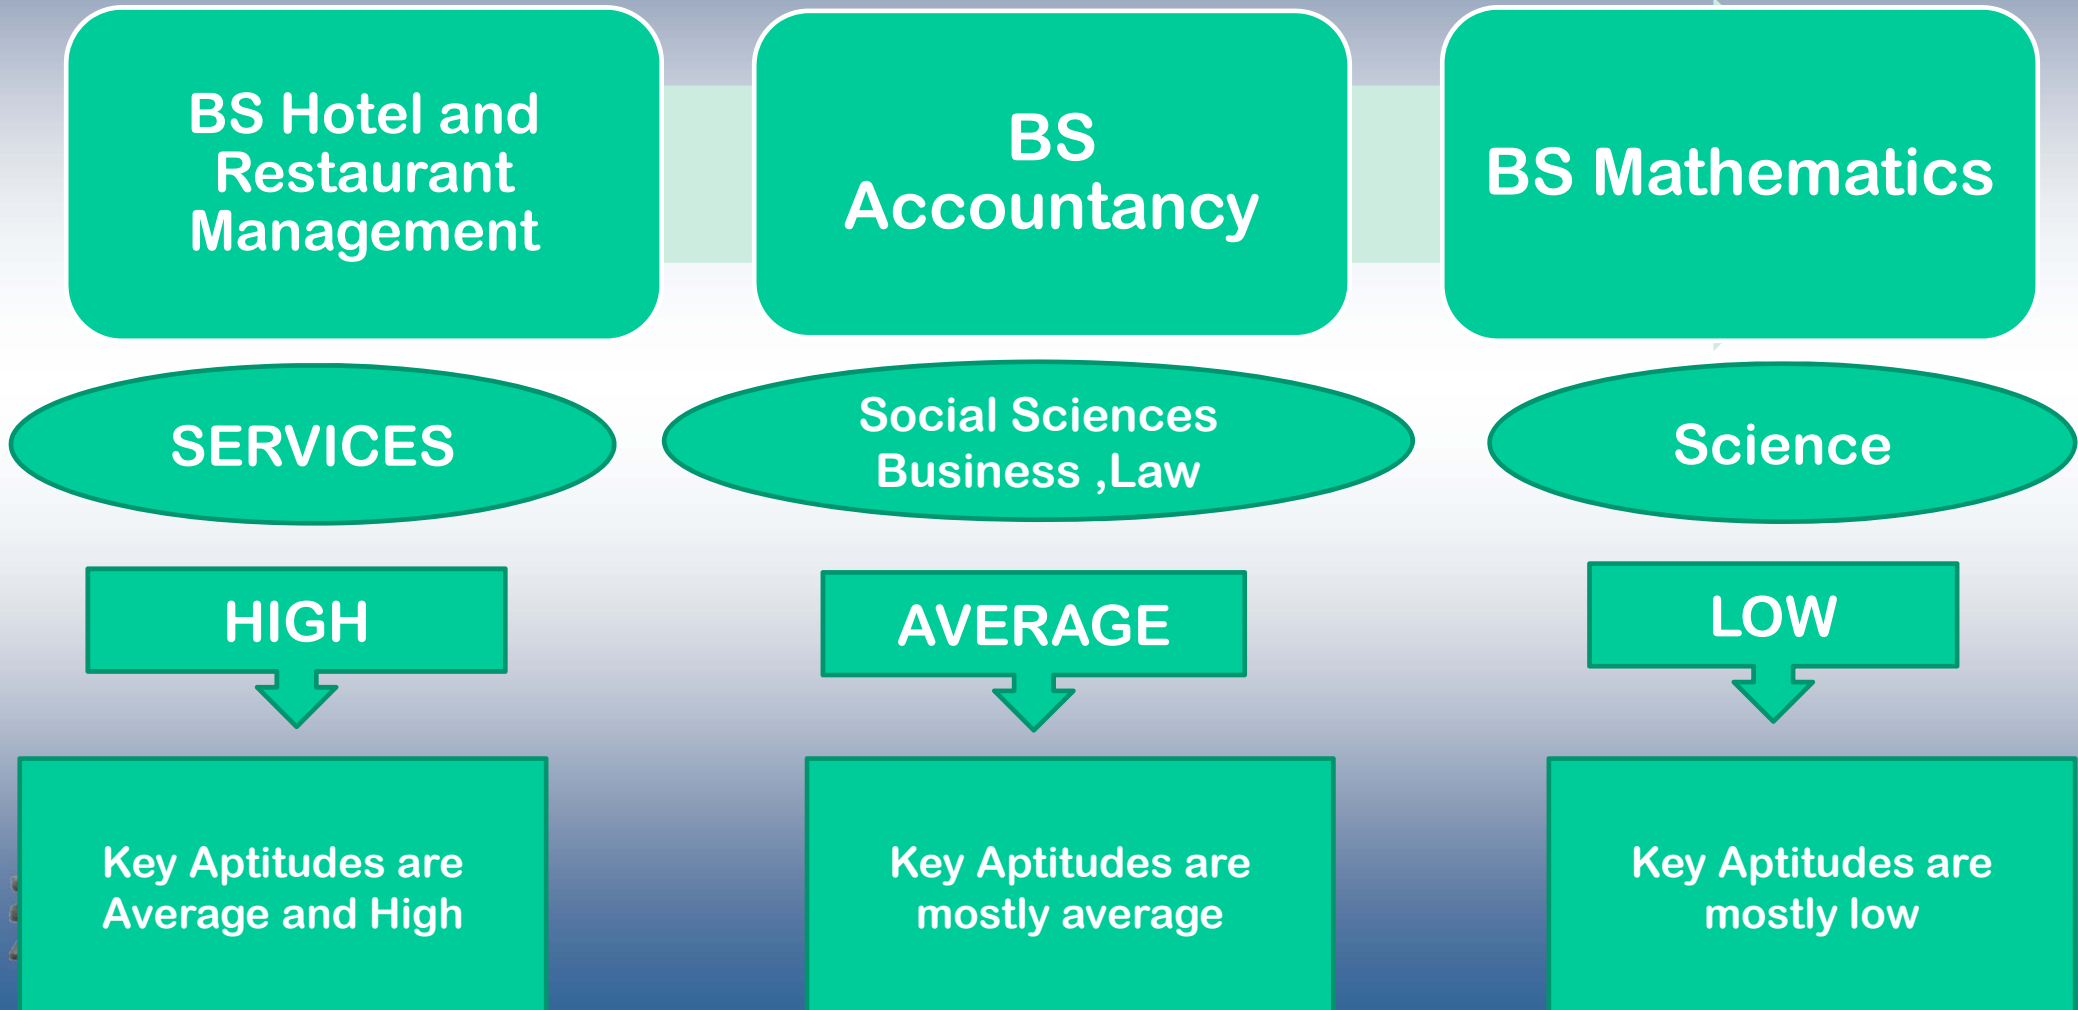 BS Hotel and
Restaurant
Management
BS
Accountancy
BS Mathematics
SERVICES
Social Sciences
Business ,Law
Science
HIGH
AVERAGE
LOW
Key Aptitudes are
Average and High
Key Aptitudes are
mostly average
Key Aptitudes are
mostly low